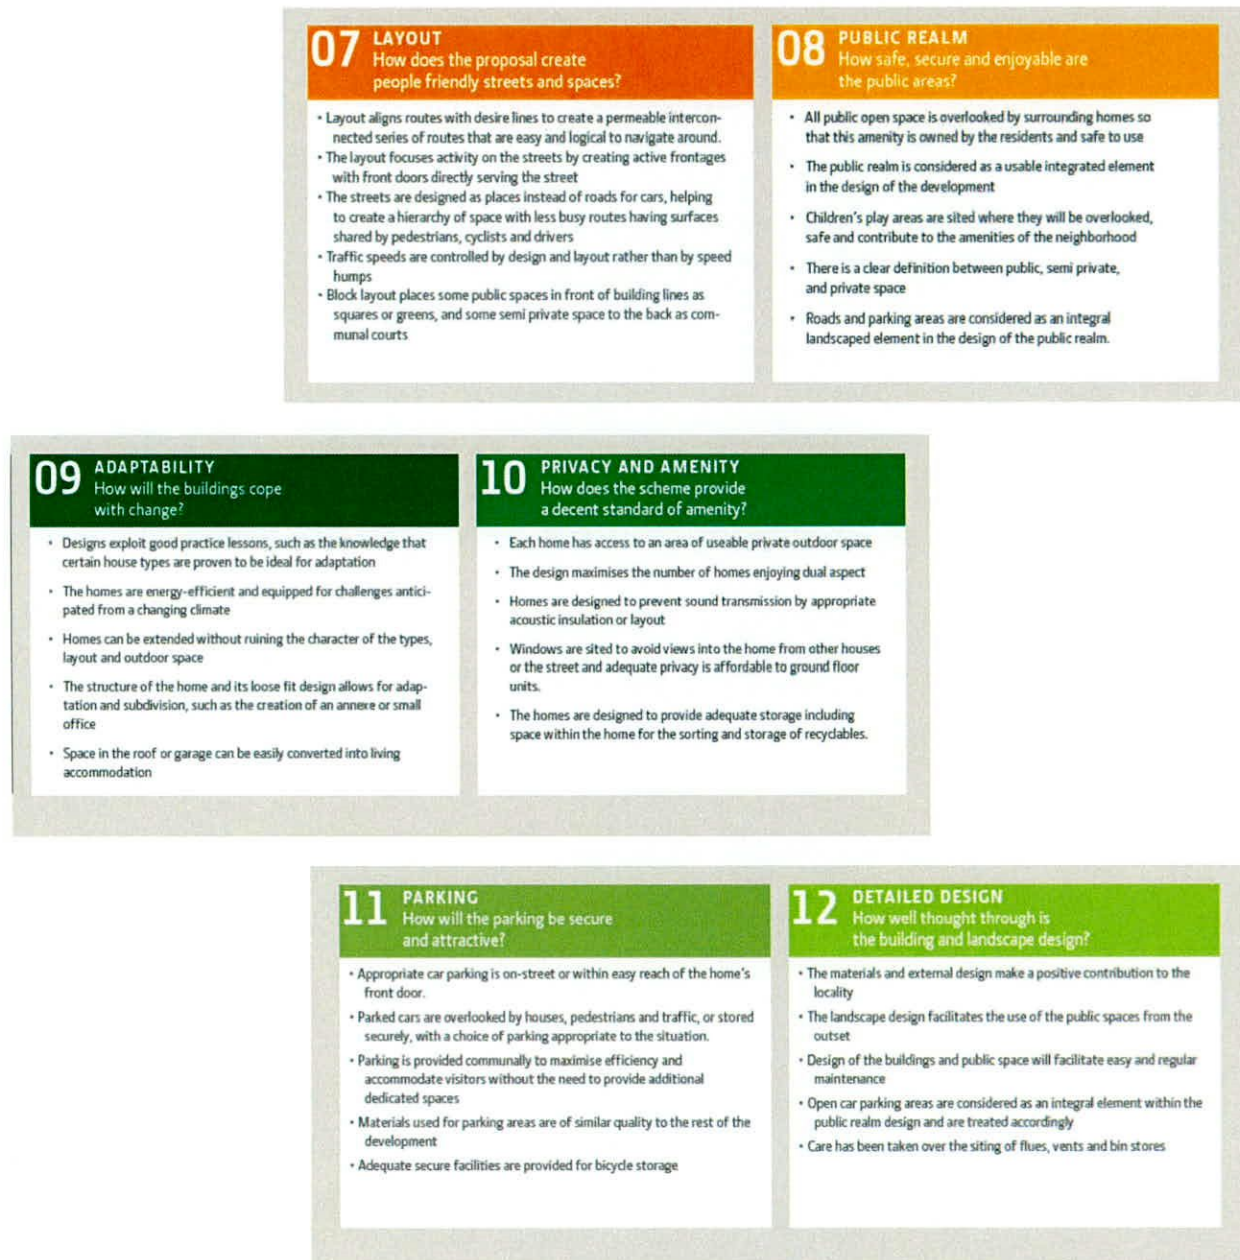 07 LAYOUT
How does the proposal create
people friendly streets and spaces?
• Layout aligns routes with desire lines to create a permeable intercon-
nected series of routes that are easy and logical to navigate around.
• The layout focuses activity on the streets by creating active frontages
with front doors directly serving the street
• The streets are designed as places instead of roads for cars, helping
to create a hierarchy of space with less busy routes having surfaces
shared by pedestrians, cyclists and drivers
• Traffic speeds are controlled by design and layout rather than by speed
humps
• Block layout places some public spaces in front of building lines as
squares or greens, and some semi private space to the back as com-
munal courts
08 PUBLIC REALM
How safe, secure and enjoyable are
the public areas?
• All public open space is overlooked by surrounding homes so
that this amenity is owned by the residents and safe to use
• The public realm is considered as a usable integrated element
in the design of the development
• Children's play areas are sited where they will be overlooked,
safe and contribute to the amenities of the neighborhood
• There is a clear definition between public, semi private,
and private space
• Roads and parking areas are considered as an integral
landscaped element in the design of the public realm.
09 ADAPTABILITY
How will the buildings cope
with change?
• Designs exploit good practice lessons, such as the knowledge that
certain house types are proven to be ideal for adaptation
• The homes are energy-efficient and equipped for challenges antici-
pated from a changing climate
• Homes can be extended without ruining the character of the types,
layout and outdoor space
• The structure of the home and its loose fit design allows for adap-
tation and subdivision, such as the creation of an annexe or small
office
• Space in the roof or garage can be easily converted into living
accommodation
10 PRIVACY AND AMENITY
How does the scheme provide
a decent standard of amenity?
• Each home has access to an area of useable private outdoor space
• The design maximises the number of homes enjoying dual aspect
• Homes are designed to prevent sound transmission by appropriate
acoustic insulation or layout
• Windows are sited to avoid views into the home from other houses
or the street and adequate privacy is affordable to ground floor
units.
• The homes are designed to provide adequate storage including
space within the home for the sorting and storage of recyclables.
11 PARKING
How will the parking be secure
and attractive?
• Appropriate car parking is on-street or within easy reach of the home's
front door.
• Parked cars are overlooked by houses, pedestrians and traffic, or stored
securely, with a choice of parking appropriate to the situation.
• Parking is provided communally to maximise efficiency and
accommodate visitors without the need to provide additional
dedicated spaces
• Materials used for parking areas are of similar quality to the rest of the
development
• Adequate secure facilities are provided for bicycle storage
12 DETAILED DESIGN
How well thought through is
the building and landscape design?
• The materials and external design make a positive contribution to the
locality
• The landscape design facilitates the use of the public spaces from the
outset
• Design of the buildings and public space will facilitate easy and regular
maintenance
• Open car parking areas are considered as an integral element within the
public realm design and are treated accordingly
• Care has been taken over the siting of flues, vents and bin stores